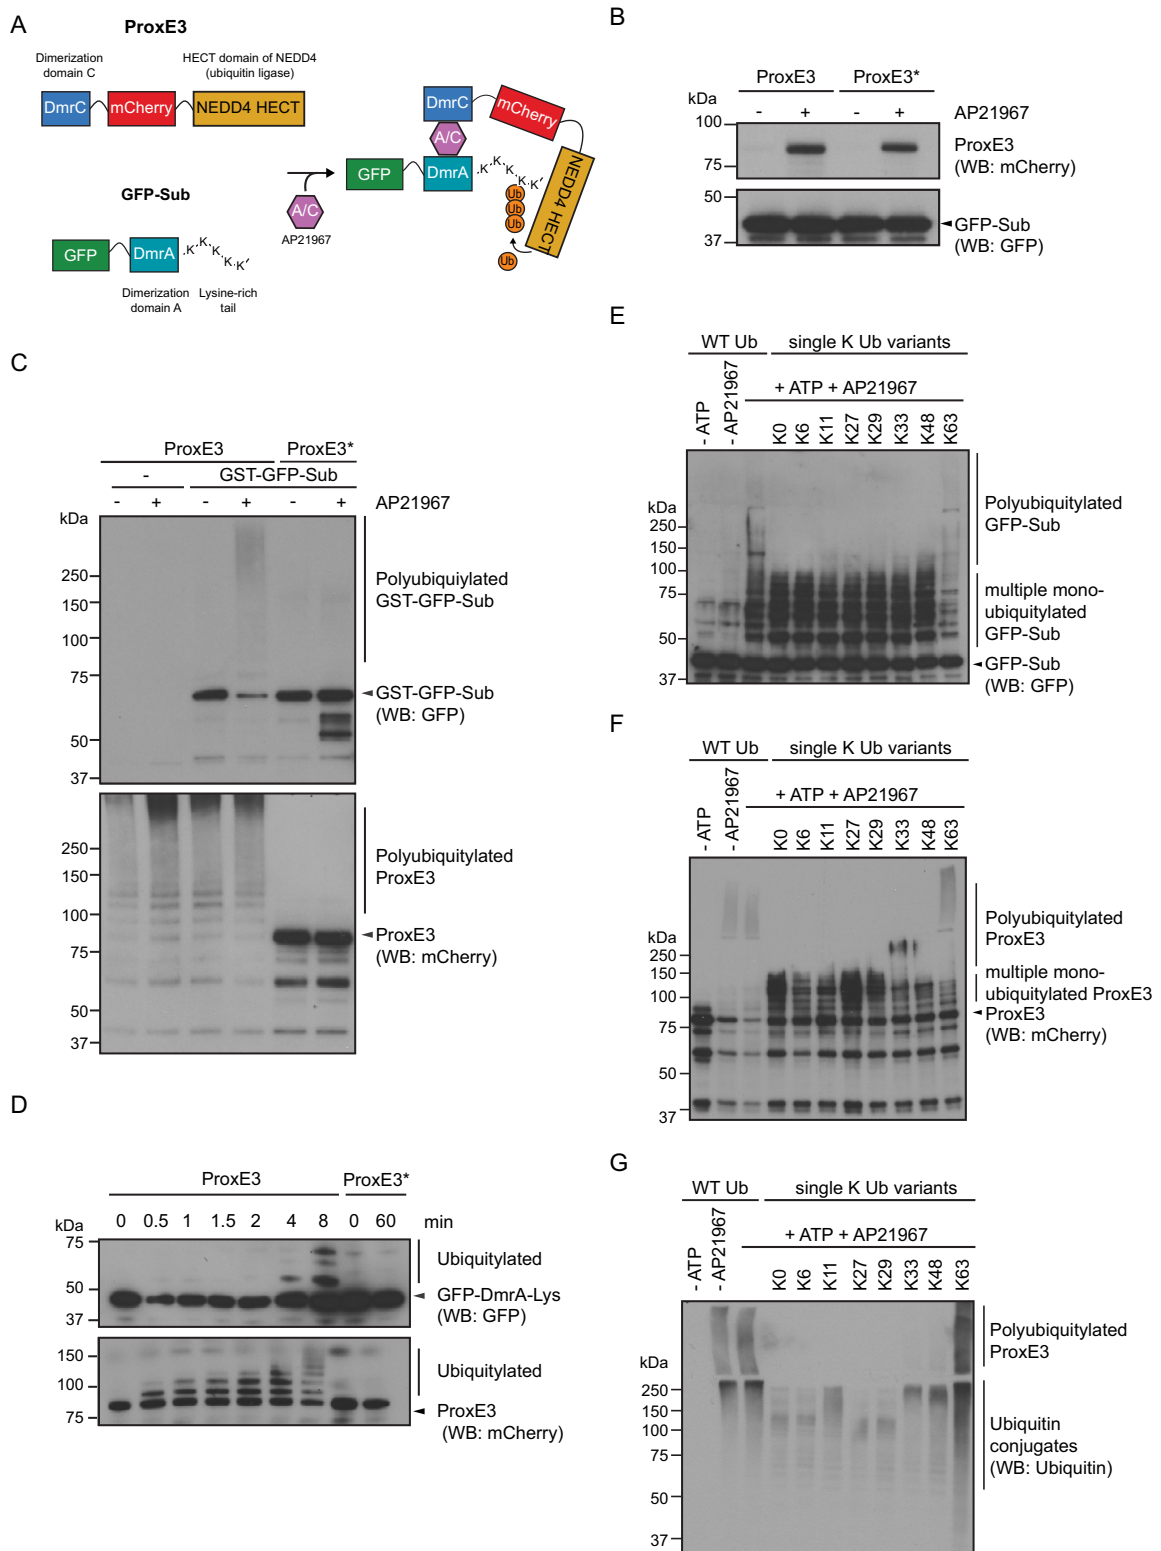 A
ProxE3
Dimerization
domain C
HECT domain of NEDD4
(ubiquitin ligase)
DmrC
mCherry
NEDD4 HECT
GFP-Sub
GFP
DmrA
K
K
K
K
K'
Dimerization
domain A
Lysine-rich
tail
A/C
AP21967
DmrC
mCherry
A/C
GFP
DmrA
K
K
K
K
K'
NEDD4 HECT
Ub
Ub
Ub
Ub
B
ProxE3
ProxE3*
kDa
-
+
-
+
AP21967
100
75
ProxE3
(WB: mCherry)
50
37
GFP-Sub
(WB: GFP)
C
ProxE3
ProxE3*
-
GST-GFP-Sub
-
+
-
+
-
+
AP21967
kDa
250
150
100
75
50
37
Polyubiquiylated
GST-GFP-Sub
GST-GFP-Sub
(WB: GFP)
250
150
100
75
50
37
Polyubiquitylated
ProxE3
ProxE3
(WB: mCherry)
D
ProxE3
ProxE3*
kDa
0
0.5
1
1.5
2
4
8
0
60
min
75
50
37
Ubiquitylated
GFP-DmrA-Lys
(WB: GFP)
150
100
75
Ubiquitylated
ProxE3
(WB: mCherry)
E
WT Ub
single K Ub variants
- ATP
- AP21967
+ ATP + AP21967
K0
K6
K11
K27
K29
K33
K48
K63
kDa
250
150
100
75
50
37
Polyubiquitylated
GFP-Sub
multiple mono-
ubiquitylated
GFP-Sub
GFP-Sub
(WB: GFP)
F
WT Ub
single K Ub variants
- ATP
- AP21967
+ ATP + AP21967
K0
K6
K11
K27
K29
K33
K48
K63
kDa
250
150
100
75
50
37
Polyubiquitylated
ProxE3
multiple mono-
ubiquitylated ProxE3
ProxE3
(WB: mCherry)
G
WT Ub
single K Ub variants
- ATP
- AP21967
+ ATP + AP21967
K0
K6
K11
K27
K29
K33
K48
K63
kDa
250
150
100
75
50
37
Polyubiquitylated
ProxE3
Ubiquitin
conjugates
(WB: Ubiquitin)